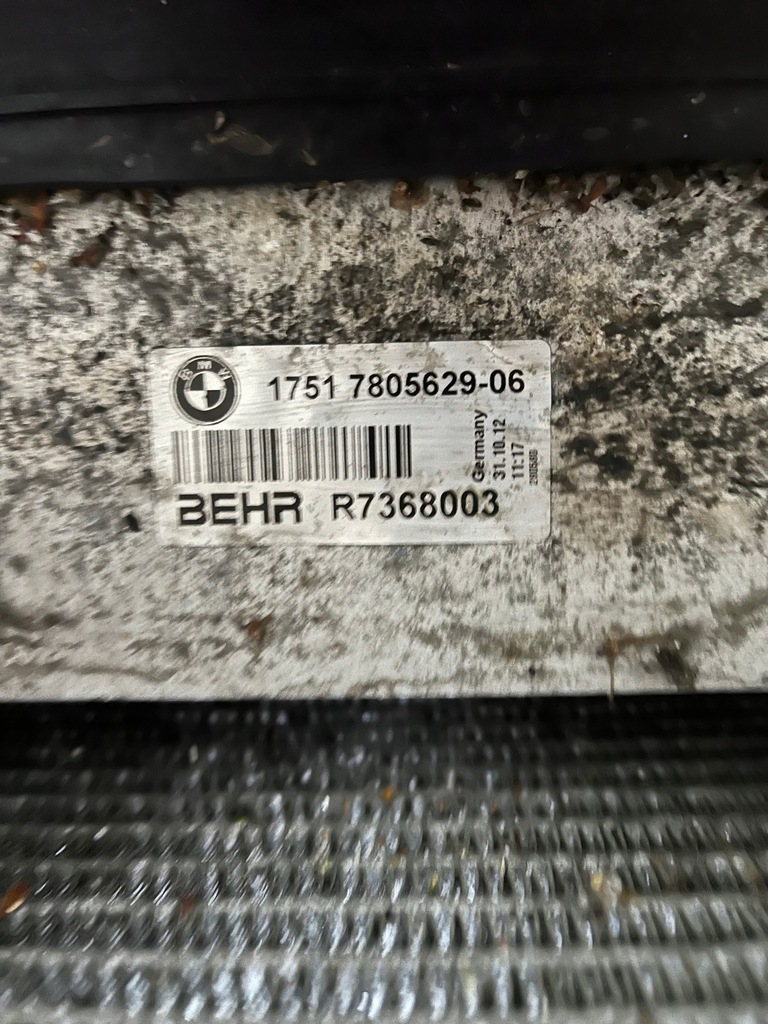 1751 7805629-06
BEHR R7368003
Germany
31.10.12
11:17